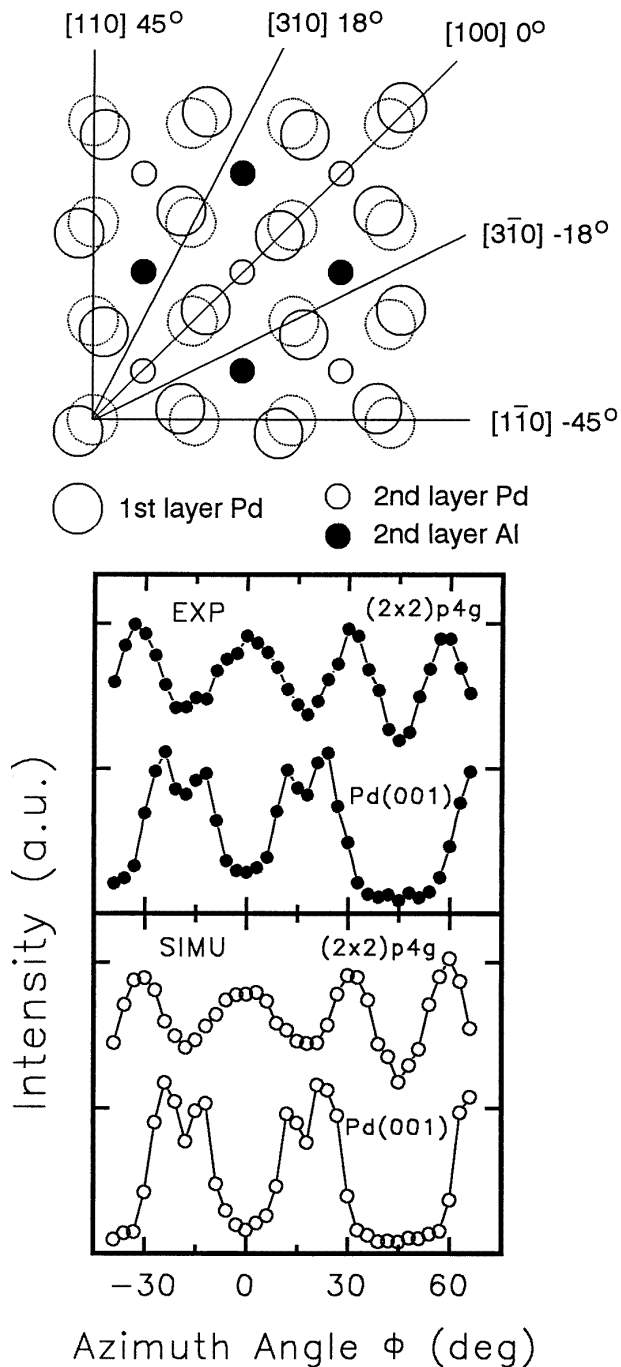 [110] 45° [310] 18° [100] 0°
[31̄0] -18°
[11̄0] -45°
1st layer Pd
2nd layer Pd
2nd layer Al
EXP (2x2)p4g
Pd(001)
SIMU (2x2)p4g
Pd(001)
Intensity (a.u.)
−30 0 30 60
Azimuth Angle Φ (deg)